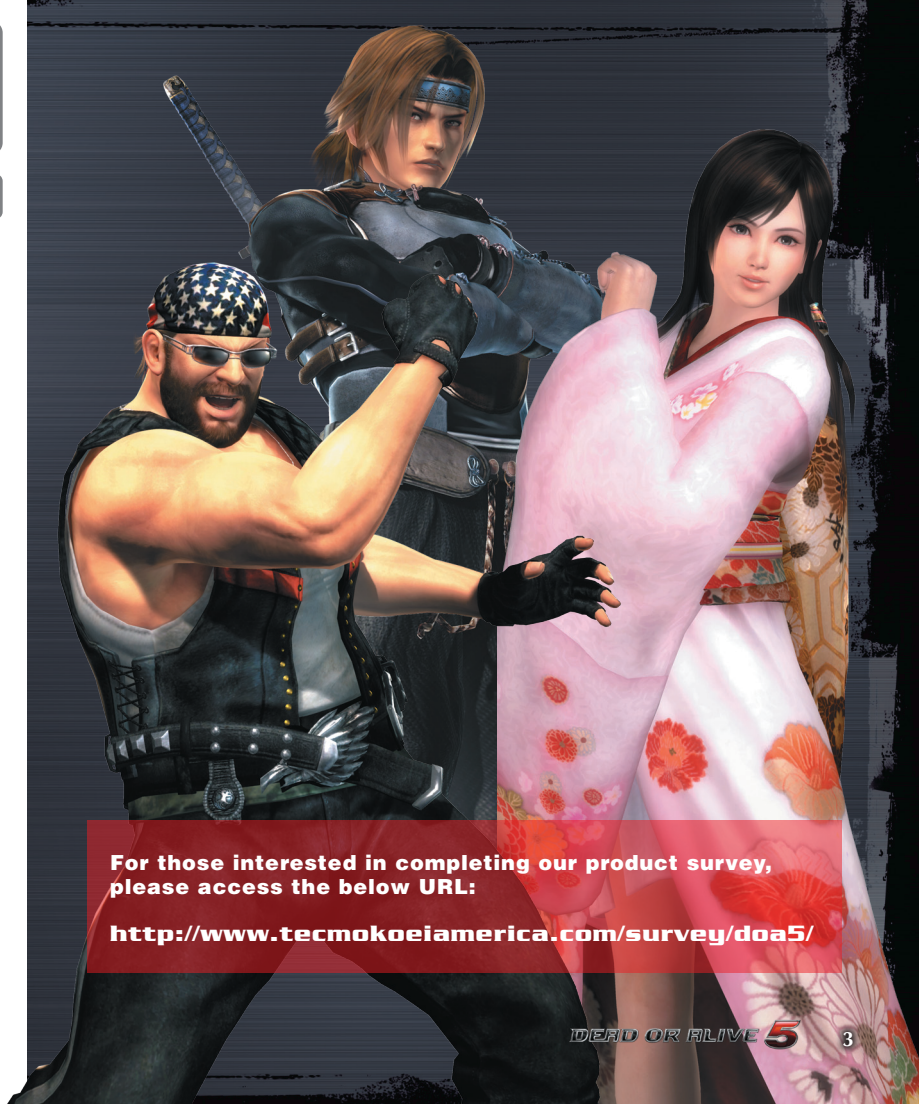 For those interested in completing our product survey,
please access the below URL:
http://www.tecmokoeiamerica.com/survey/doa5/
DEAD OR ALIVE 5
3